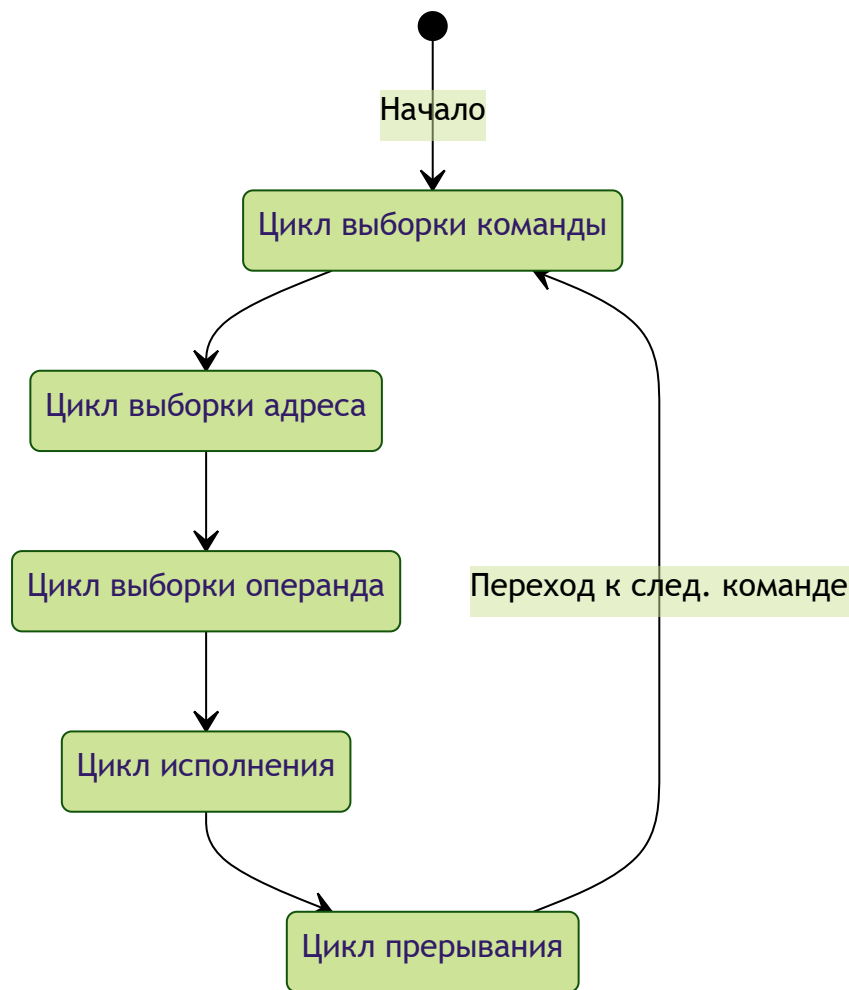 Начало
Цикл выборки команды
Цикл выборки адреса
Цикл выборки операнда
Переход к след. команде
Цикл исполнения
Цикл прерывания